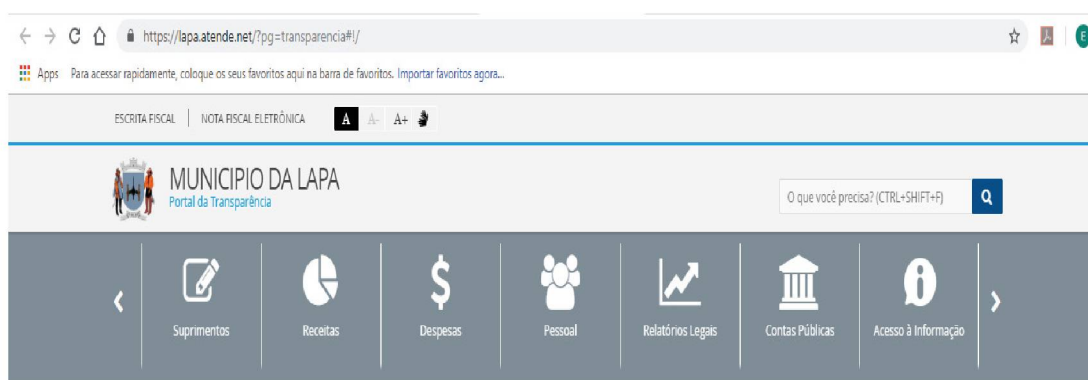 https://lapa.atende.net/?pg=transparencia#!/
E
Apps Para acessar rapidamente, coloque os seus favoritos aqui na barra de favoritos. Importar favoritos agora...
ESCRITA FISCAL | NOTA FISCAL ELETRÔNICA A A- A+
MUNICIPIO DA LAPA
Portal da Transparência
O que você precisa? (CTRL+SHIFT+F)
Suprimentos Receitas Despesas Pessoal Relatórios Legais Contas Públicas Acesso à Informação